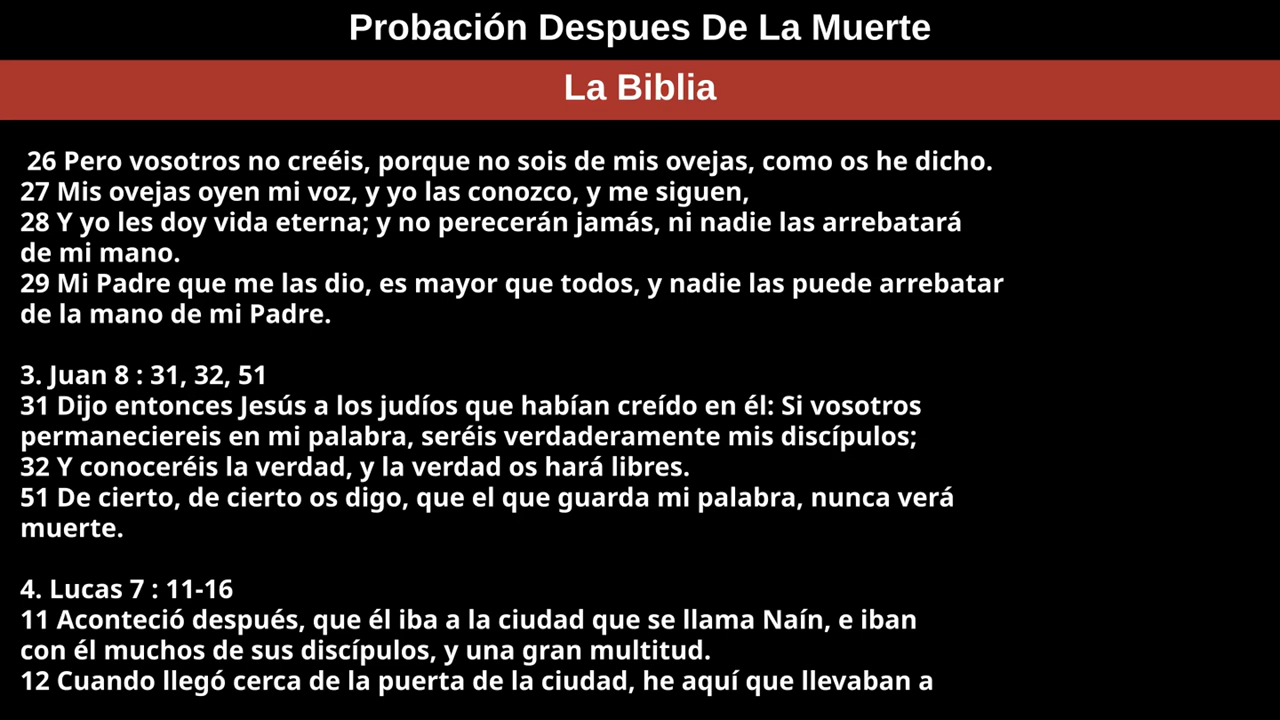 Probación Despues De La Muerte
La Biblia
26 Pero vosotros no creéis, porque no sois de mis ovejas, como os he dicho.
27 Mis ovejas oyen mi voz, y yo las conozco, y me siguen,
28 Y yo les doy vida eterna; y no perecerán jamás, ni nadie las arrebatará
de mi mano.
29 Mi Padre que me las dio, es mayor que todos, y nadie las puede arrebatar
de la mano de mi Padre.
3. Juan 8 : 31, 32, 51
31 Dijo entonces Jesús a los judíos que habían creído en él: Si vosotros
permaneciereis en mi palabra, seréis verdaderamente mis discípulos;
32 Y conoceréis la verdad, y la verdad os hará libres.
51 De cierto, de cierto os digo, que el que guarda mi palabra, nunca verá
muerte.
4. Lucas 7 : 11-16
11 Aconteció después, que él iba a la ciudad que se llama Naín, e iban
con él muchos de sus discípulos, y una gran multitud.
12 Cuando llegó cerca de la puerta de la ciudad, he aquí que llevaban a